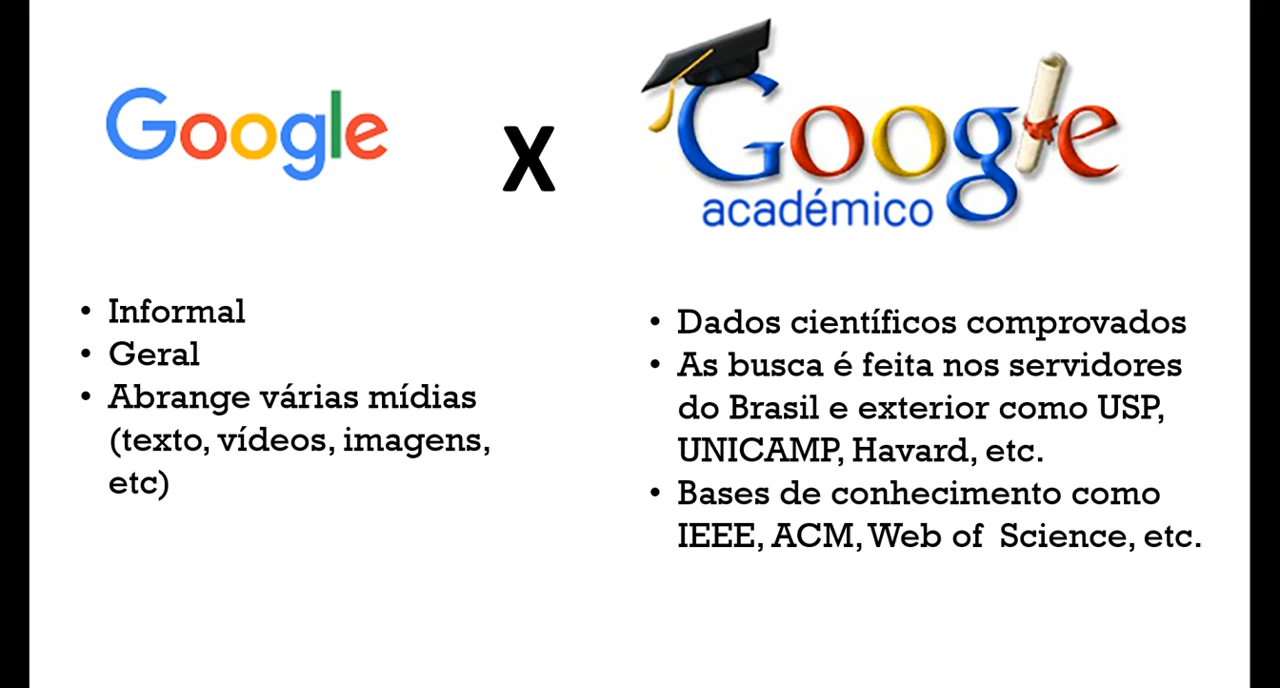 Google
X
Google
académico
• Informal
• Geral
• Abrange várias mídias
(texto, vídeos, imagens,
etc)
• Dados científicos comprovados
• As busca é feita nos servidores
do Brasil e exterior como USP,
UNICAMP, Havard, etc.
• Bases de conhecimento como
IEEE, ACM, Web of Science, etc.